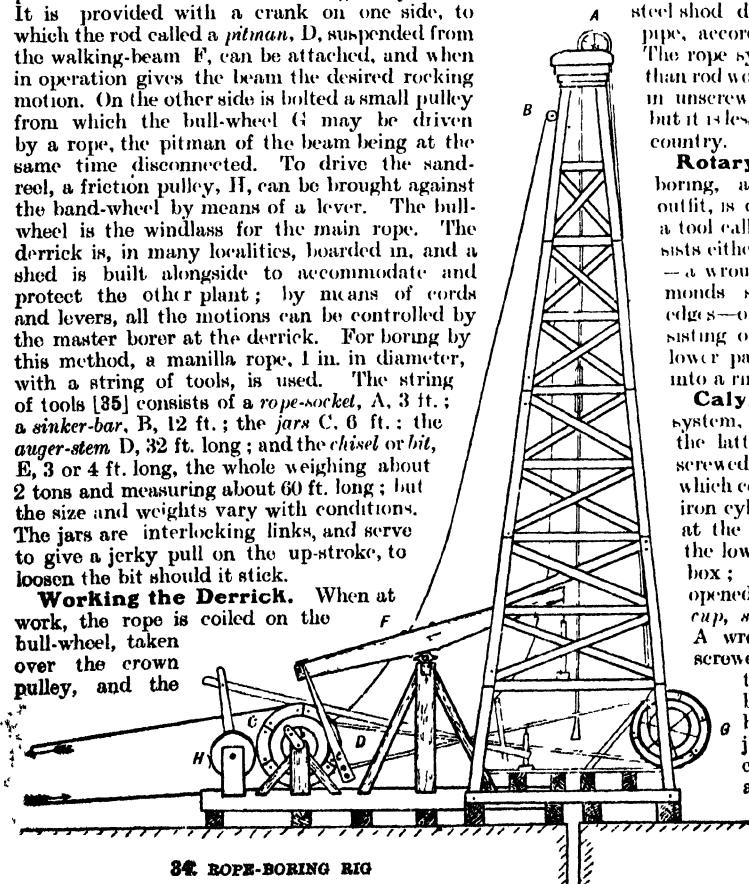 It is provided with a crank on one side, to
which the rod called a pitman, D, suspended from
the walking-beam F, can be attached, and when
in operation gives the beam the desired rocking
motion. On the other side is bolted a small pulley
from which the bull-wheel G may be driven
by a rope, the pitman of the beam being at the
same time disconnected. To drive the sand-
reel, a friction pulley, H, can be brought against
the band-wheel by means of a lever. The bull-
wheel is the windlass for the main rope. The
derrick is, in many localities, boarded in, and a
shed is built alongside to accommodate and
protect the other plant; by means of cords
and levers, all the motions can be controlled by
the master borer at the derrick. For boring by
this method, a manilla rope, 1 in. in diameter,
with a string of tools, is used. The string
of tools [35] consists of a rope-socket, A, 3 ft.;
a sinker-bar, B, 12 ft.; the jars C, 6 ft.: the
auger-stem D, 32 ft. long; and the chisel or bit,
E, 3 or 4 ft. long, the whole weighing about
2 tons and measuring about 60 ft. long; but
the size and weights vary with conditions.
The jars are interlocking links, and serve
to give a jerky pull on the up-stroke, to
loosen the bit should it stick.
Working the Derrick. When at
work, the rope is coiled on the
bull-wheel, taken
over the crown
pulley, and the
A
B
F
C
D
H
G
34. ROPE-BORING RIG
steel shod d
pipe, accor
The rope sy
than rod wo
in unscrew
but it is les
country.
Rotary
boring, a
outfit, is c
a tool call
sists eithe
— a wrou
monds s
edges—o
sisting o
lower pa
into a rin
Caly
system,
the latt
screwed
which co
iron cyl
at the
the low
box;
opened
cup, s
A wre
screwe
t
b
j
c
a